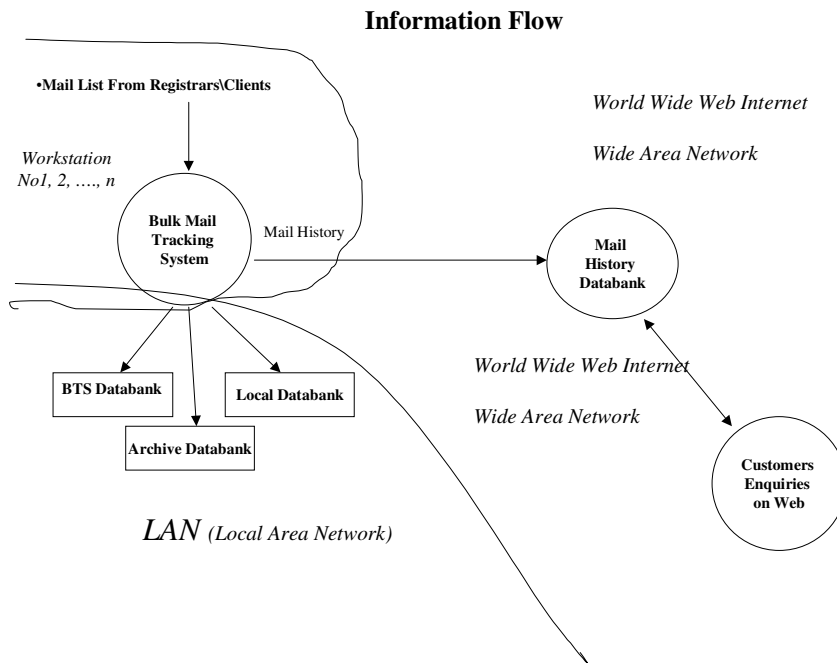 Information Flow
•Mail List From Registrars\Clients
World Wide Web Internet
Wide Area Network
Workstation
No1, 2, …., n
Bulk Mail
Tracking
System
Mail History
Mail
History
Databank
World Wide Web Internet
Wide Area Network
BTS Databank
Local Databank
Archive Databank
Customers
Enquiries
on Web
LAN (Local Area Network)